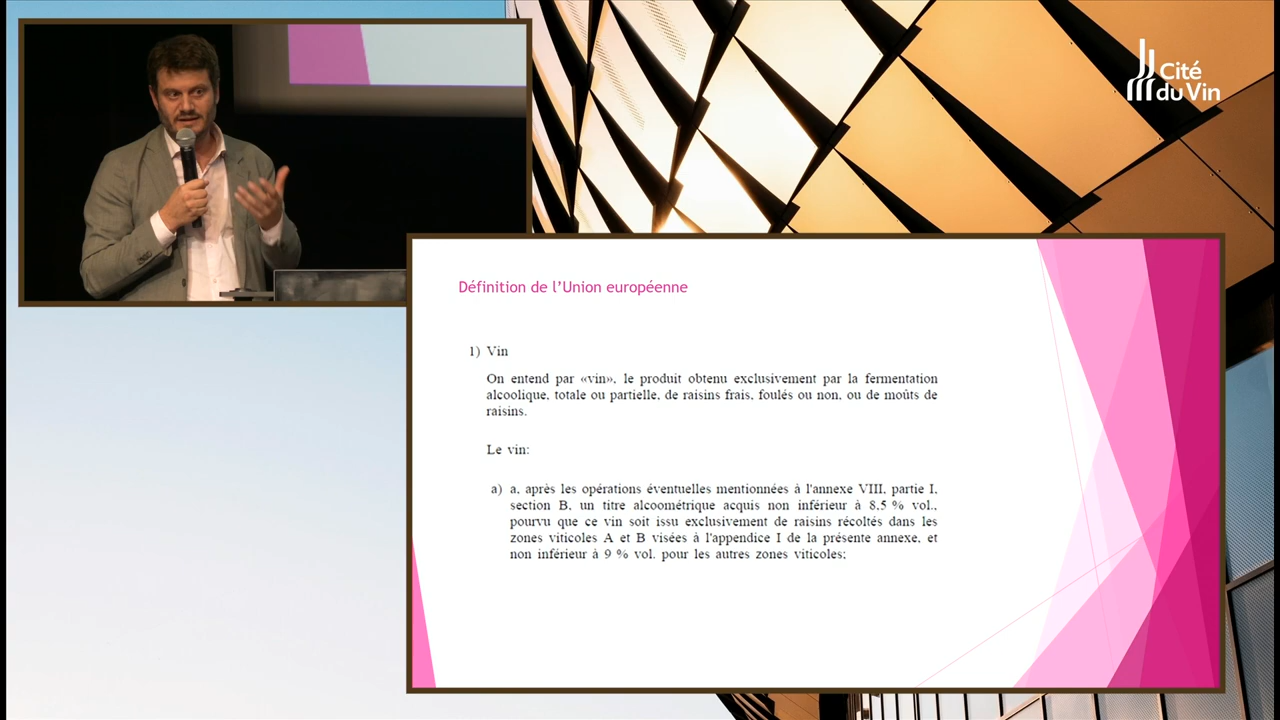 Cité
du Vin
Définition de l’Union européenne
1) Vin
On entend par «vin», le produit obtenu exclusivement par la fermentation
alcoolique, totale ou partielle, de raisins frais, foulés ou non, ou de moûts de
raisins.
Le vin:
a) a, après les opérations éventuelles mentionnées à l'annexe VIII, partie I,
section B, un titre alcoométrique acquis non inférieur à 8,5 % vol.,
pourvu que ce vin soit issu exclusivement de raisins récoltés dans les
zones viticoles A et B visées à l'appendice I de la présente annexe, et
non inférieur à 9 % vol. pour les autres zones viticoles;